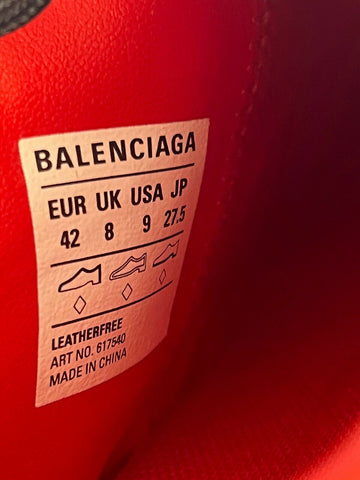 BALENCIAGA
EUR UK USA JP
42 8 9 27.5
LEATHERFREE
ART NO. 617540
MADE IN CHINA